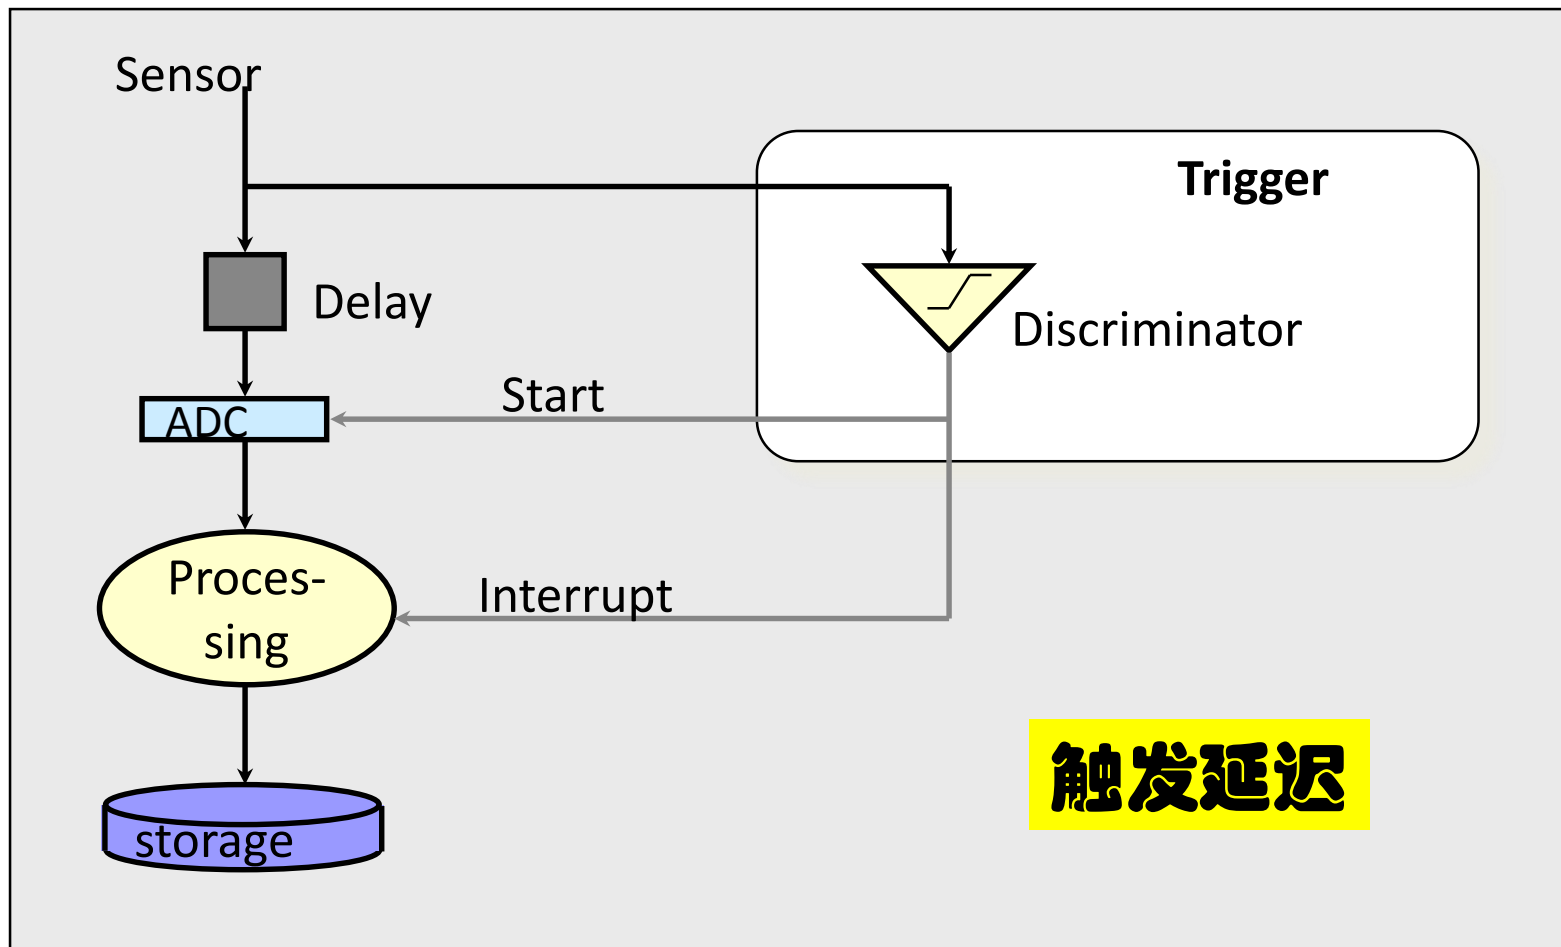 Sensor
Trigger
Delay
Discriminator
Start
ADC
Proces-
sing
Interrupt
触发延迟
storage